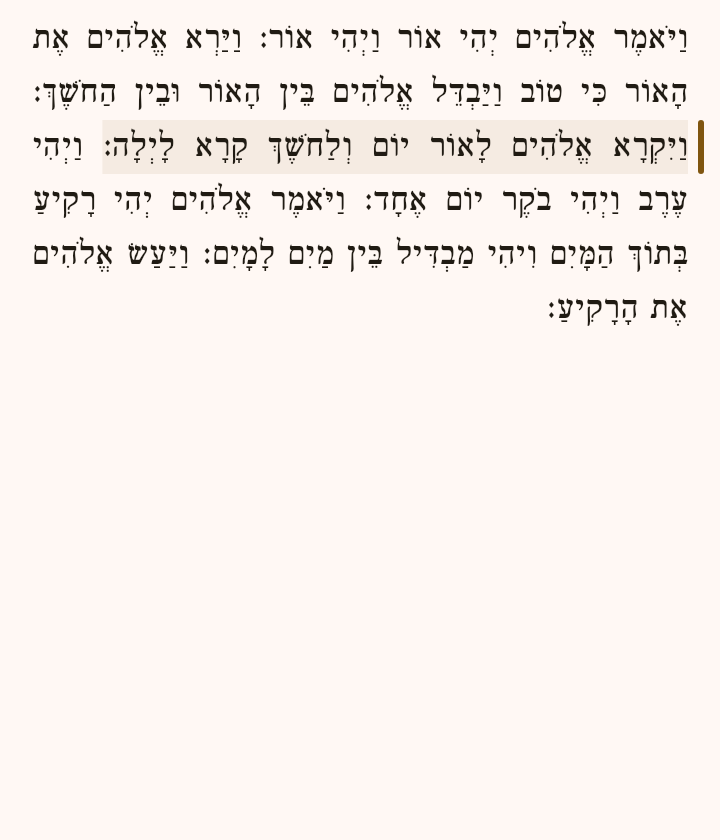 וַיֹּאמֶר אֱלֹהִים יְהִי אוֹר וַיְהִי אוֹר׃ וַיַּרְא אֱלֹהִים אֶת
הָאוֹר כִּי טוֹב וַיַּבְדֵּל אֱלֹהִים בֵּין הָאוֹר וּבֵין הַחֹשֶׁךְ׃
וַיִּקְרָא אֱלֹהִים לָאוֹר יוֹם וְלַחֹשֶׁךְ קָרָא לָיְלָה׃ וַיְהִי
עֶרֶב וַיְהִי בֹקֶר יוֹם אֶחָד׃ וַיֹּאמֶר אֱלֹהִים יְהִי רָקִיעַ
בְּתוֹךְ הַמָּיִם וִיהִי מַבְדִּיל בֵּין מַיִם לָמָיִם׃ וַיַּעַשׂ אֱלֹהִים
אֶת הָרָקִיעַ׃